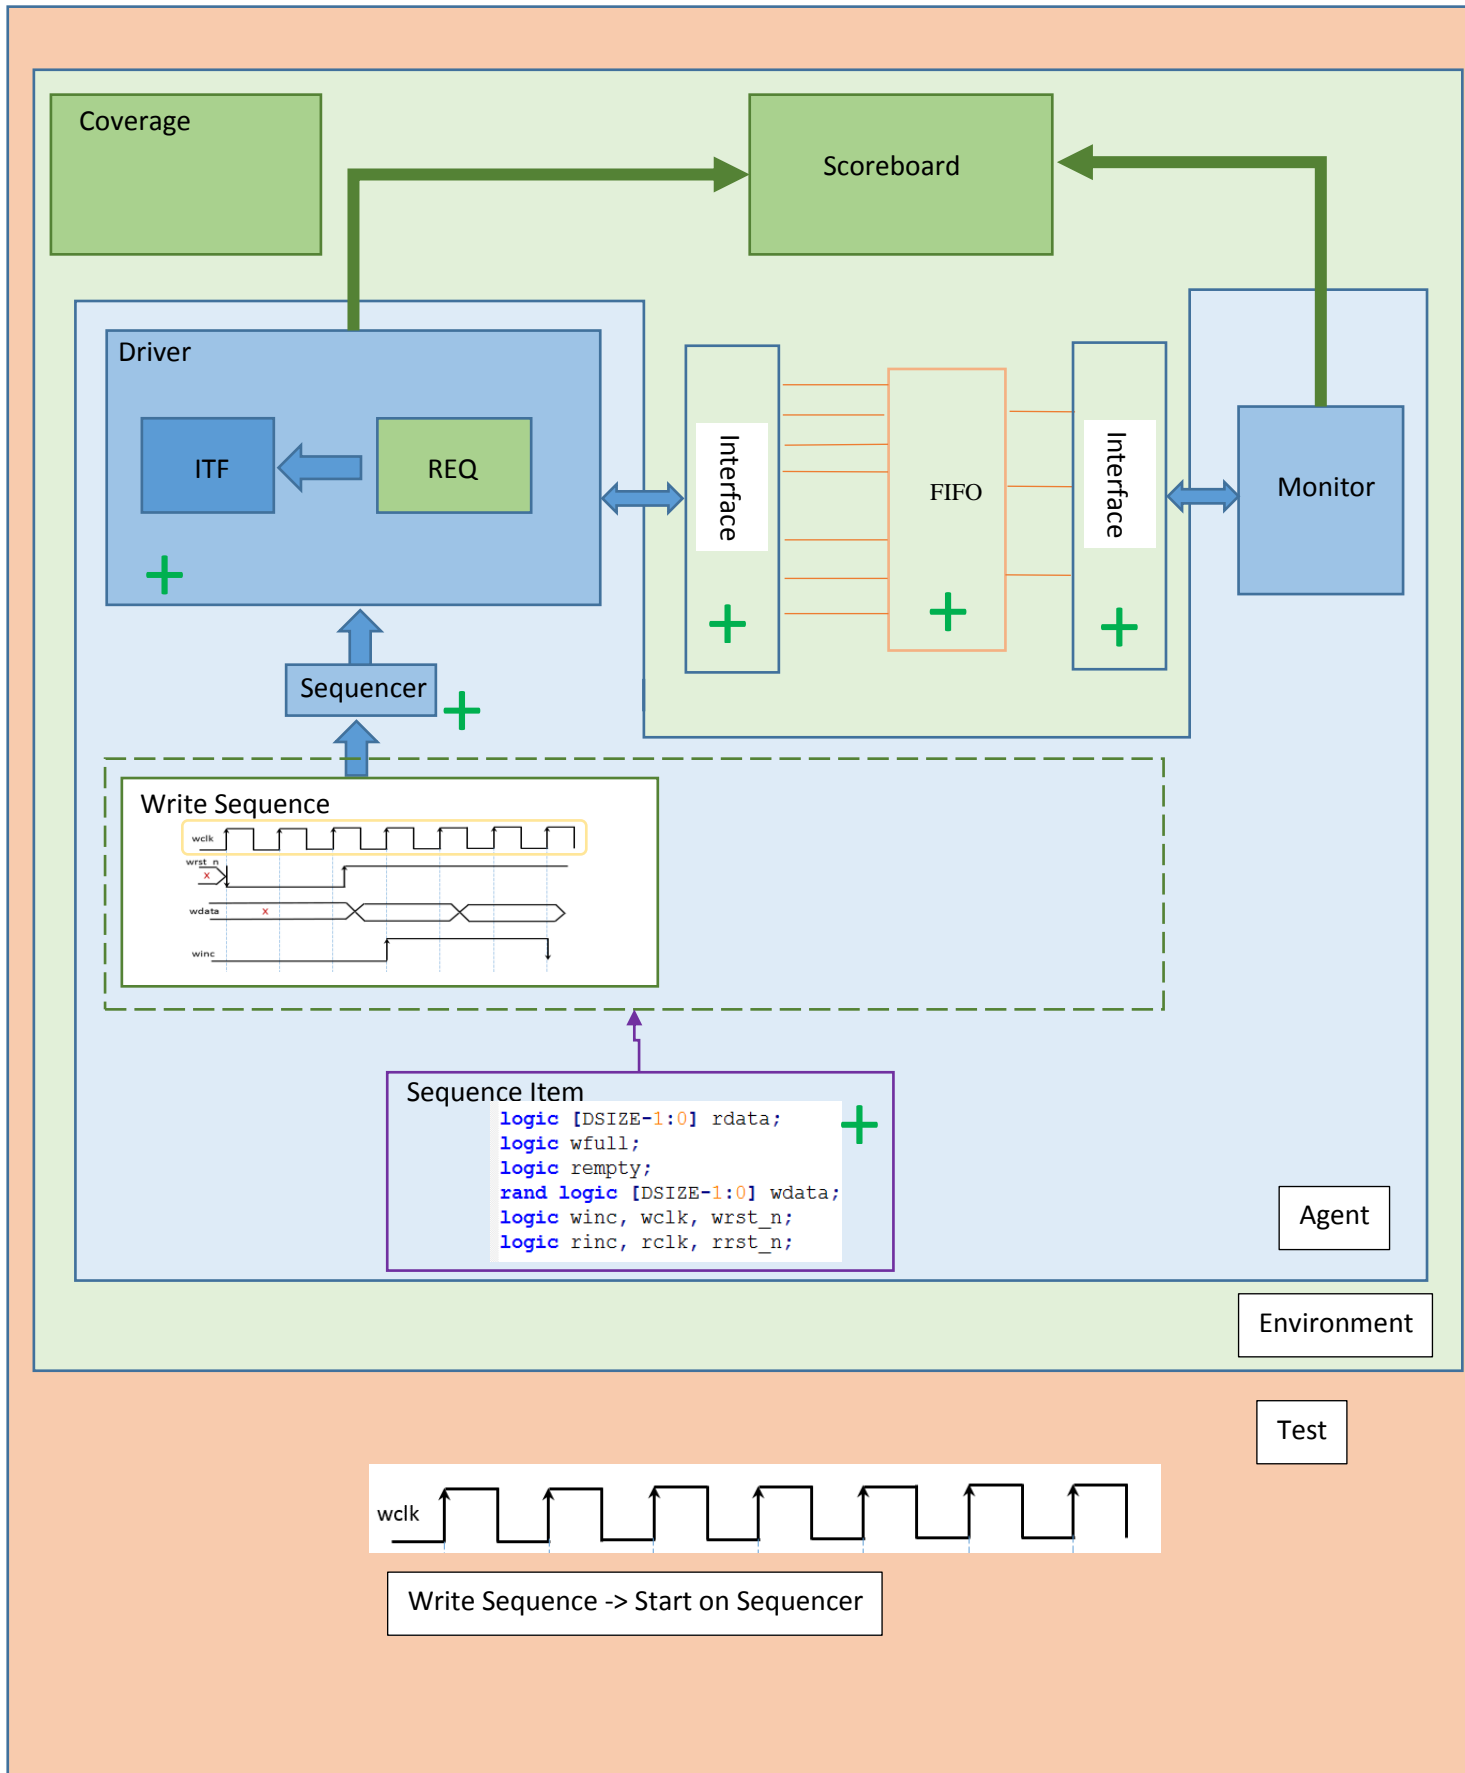 Coverage
Scoreboard
Driver
ITF
REQ
Interface
FIFO
Interface
Monitor
Sequencer
Write Sequence
wclk
wrst_n
X
wdata
X
winc
Sequence Item
logic [DSIZE-1:0] rdata;
logic wfull;
logic rempty;
rand logic [DSIZE-1:0] wdata;
logic winc, wclk, wrst_n;
logic rinc, rclk, rrst_n;
Agent
Environment
Test
wclk
Write Sequence -> Start on Sequencer